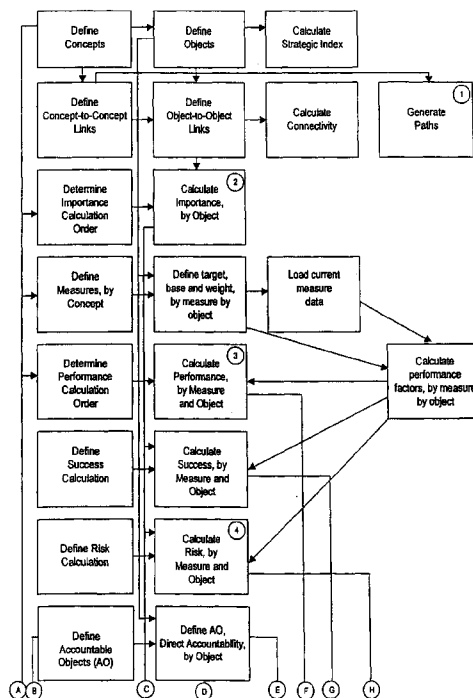 Define
Concepts
Define
Objects
Calculate
Strategic Index
Define
Concept-to-Concept
Links
Define
Object-to-Object
Links
Calculate
Connectivity
1
Generate
Paths
Determine
Importance
Calculation
Order
2
Calculate
Importance,
by Object
Define
Measures, by
Concept
Define target,
base and weight,
by measure by
object
Load current
measure
data
Determine
Performance
Calculation
Order
3
Calculate
Performance,
by Measure
and Object
Calculate
performance
factors, by measure
by object
Define
Success
Calculation
Calculate
Success, by
Measure and
Object
Define Risk
Calculation
4
Calculate
Risk, by
Measure and
Object
Define
Accountable
Objects (AO)
Define AO,
Direct Accountability,
by Object
A B C D E F G H